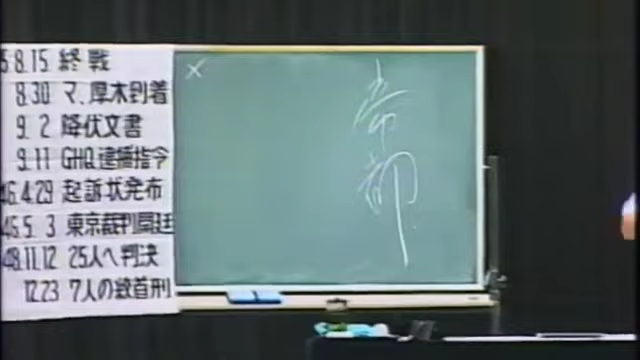 5 8.15 終戦
8.30 マ、厚木到着
9. 2 降伏文書
9.11 GHQ逮捕指令
46.4.29 起訴状発布
46.5. 3 東京裁判開廷
48.11.12 25人へ判決
12.23 7人の絞首刑
×
帝都